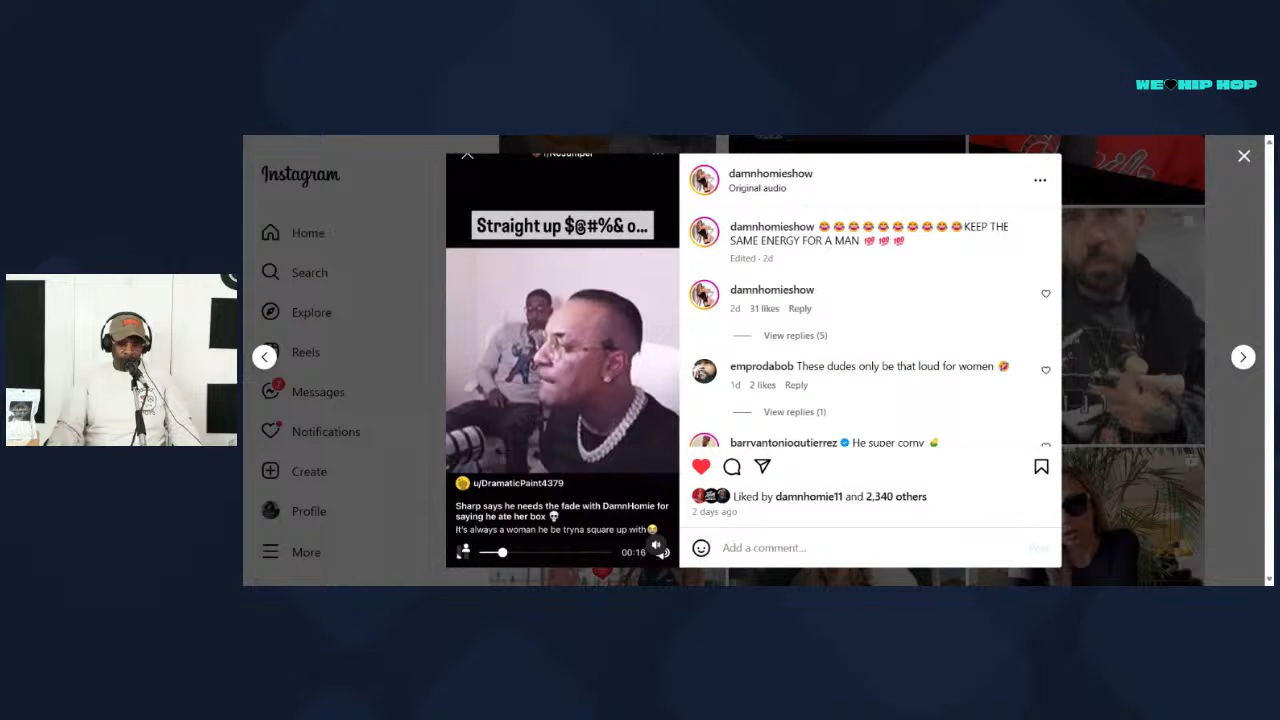 WE🖤HIP HOP
Instagram
Home
Search
Explore
Reels
7
Messages
Notifications
Create
Profile
More
r/NoJumper
Straight up $@#%& o...
u/DramaticPaint4379
Sharp says he needs the fade with DamnHomie for
saying he ate her box 💀
It's always a woman he be tryna square up with😭
00:16
damnhomieshow
Original audio
damnhomieshow 😂😂😂😂😂😂😂😂😂😂KEEP THE
SAME ENERGY FOR A MAN 💯 💯 💯
Edited · 2d
damnhomieshow
2d 31 likes Reply
View replies (5)
emprodabob These dudes only be that loud for women 🤣
1d 2 likes Reply
View replies (1)
barryantoniogutierrez He super corny 🌽
Liked by damnhomie11 and 2,340 others
2 days ago
Add a comment...
Post